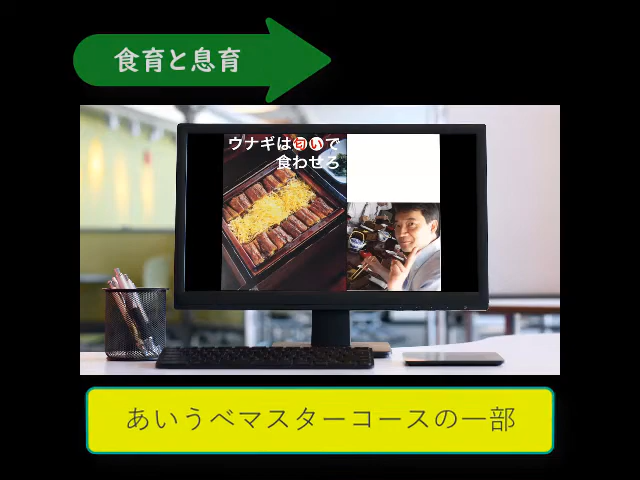 食育と息育
ウナギは匂いで
食わせろ
あいうべマスターコースの一部